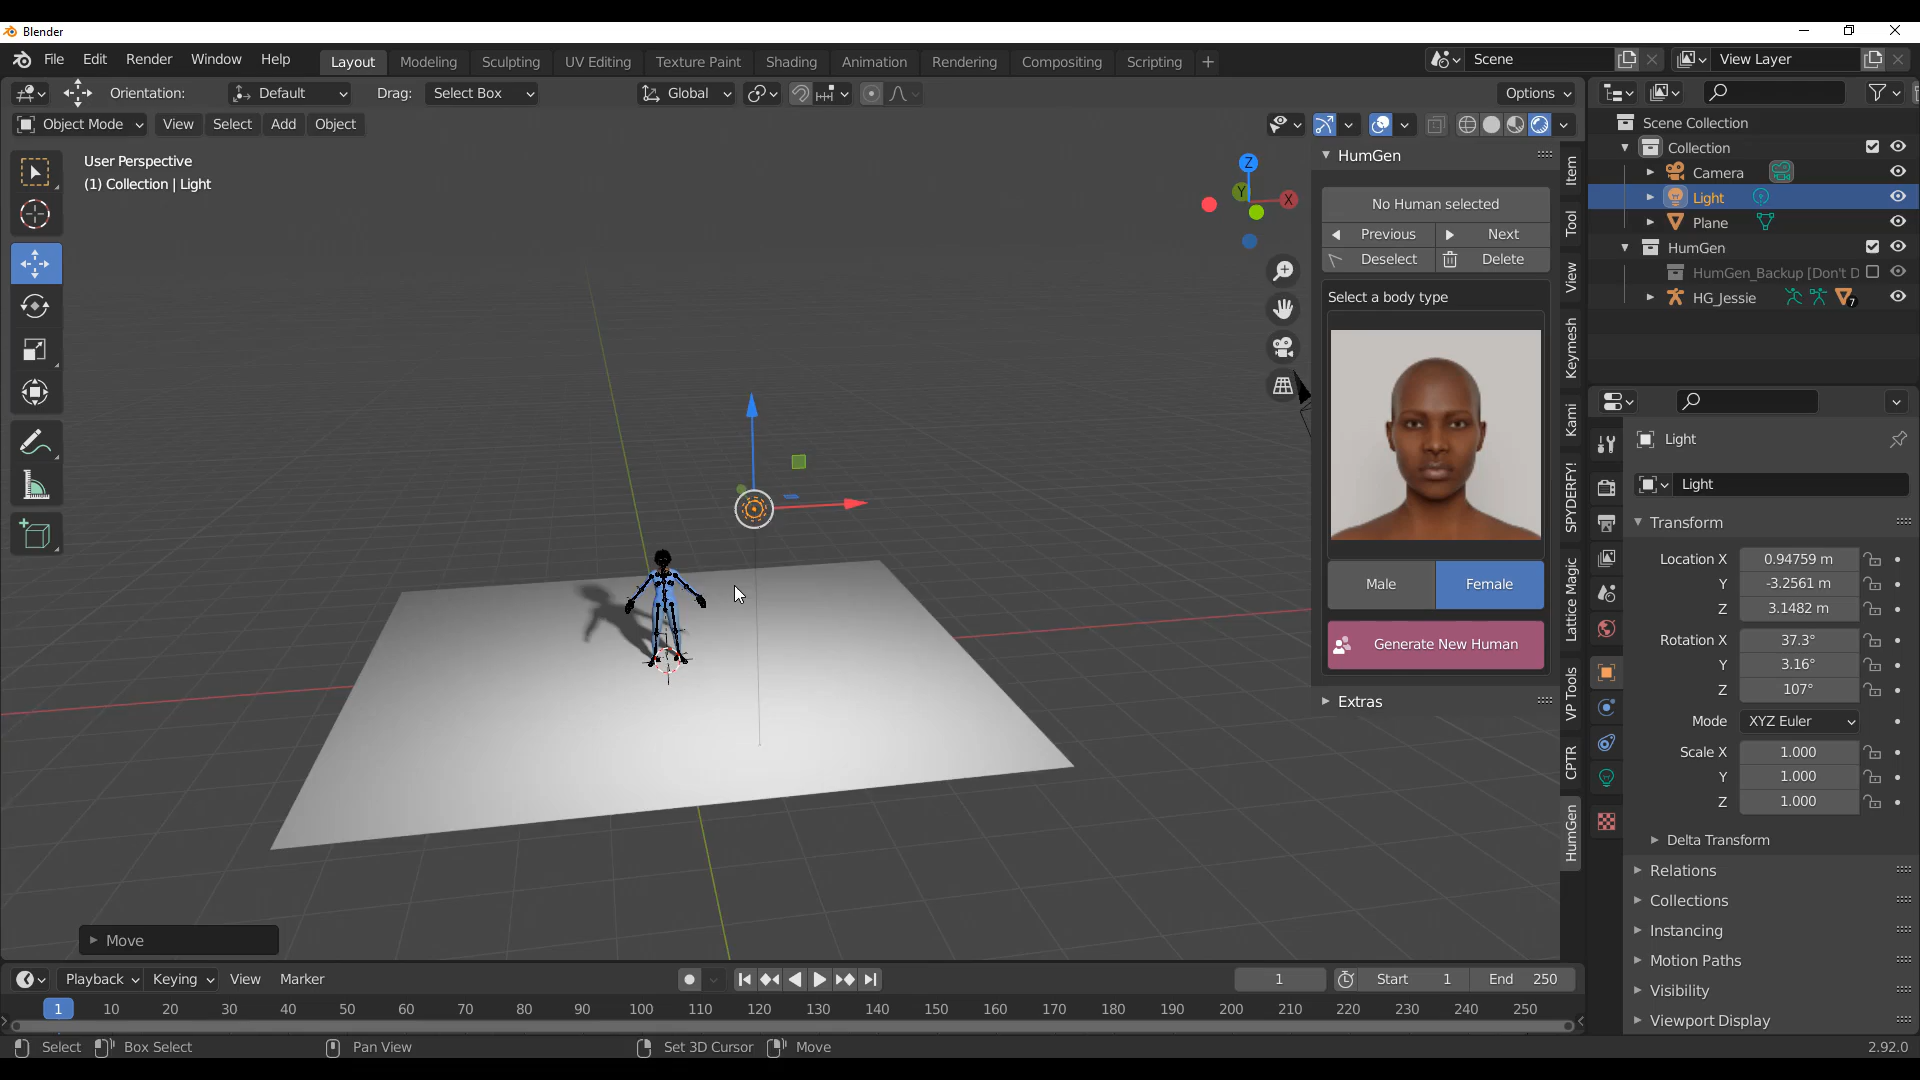 Blender
File Edit Render Window Help Layout Modeling Sculpting UV Editing Texture Paint Shading Animation Rendering Compositing Scripting + Scene View Layer
Orientation: Default Drag: Select Box Global Options
Object Mode View Select Add Object
User Perspective
(1) Collection | Light
Z
Y
X
HumGen
No Human selected
Previous Next
Deselect Delete
Select a body type
Male Female
Generate New Human
Extras
Item
Tool
View
Keymesh
Kami
SPYDERFY!
Lattice Magic
VP Tools
CPTR
HumGen
Scene Collection
Collection
Camera
Light
Plane
HumGen
HumGen_Backup [Don't D
HG_Jessie 7
Light
Light
Transform
Location X 0.94759 m
Y -3.2561 m
Z 3.1482 m
Rotation X 37.3°
Y 3.16°
Z 107°
Mode XYZ Euler
Scale X 1.000
Y 1.000
Z 1.000
Delta Transform
Relations
Collections
Instancing
Motion Paths
Visibility
Viewport Display
Move
Playback Keying View Marker 1 Start 1 End 250
1 10 20 30 40 50 60 70 80 90 100 110 120 130 140 150 160 170 180 190 200 210 220 230 240 250
Select Box Select Pan View Set 3D Cursor Move 2.92.0